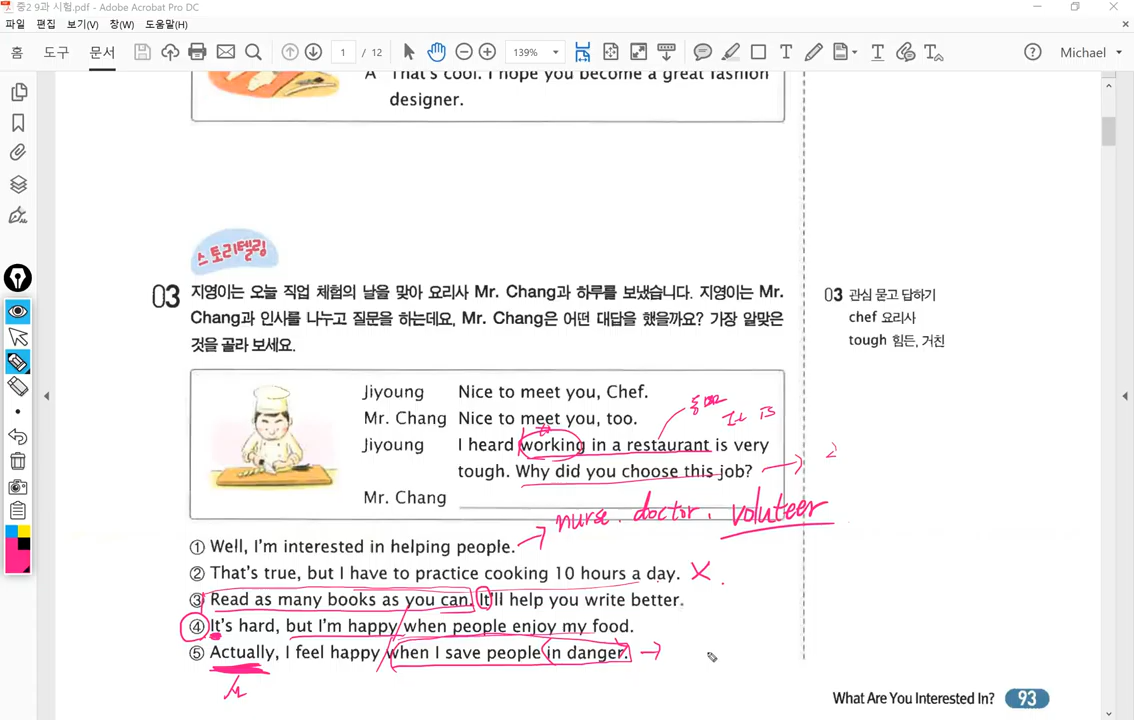 중2 9과 시험.pdf - Adobe Acrobat Pro DC
파일 편집 보기(V) 창(W) 도움말(H)
홈 도구 문서 1 / 12 139% Michael
A That's cool. I hope you become a great fashion
designer.
스토리텔링
03 지영이는 오늘 직업 체험의 날을 맞아 요리사 Mr. Chang과 하루를 보냈습니다. 지영이는 Mr.
Chang과 인사를 나누고 질문을 하는데요, Mr. Chang은 어떤 대답을 했을까요? 가장 알맞은
것을 골라 보세요.
03 관심 묻고 답하기
chef 요리사
tough 힘든, 거친
Jiyoung Nice to meet you, Chef.
Mr. Chang Nice to meet you, too.
Jiyoung I heard working in a restaurant is very
tough. Why did you choose this job?
Mr. Chang
nurse. doctor. voluteer
① Well, I'm interested in helping people.
② That's true, but I have to practice cooking 10 hours a day. X
③ Read as many books as you can. It'll help you write better.
④ It's hard, but I'm happy when people enjoy my food.
⑤ Actually, I feel happy when I save people in danger.
What Are You Interested In? 93